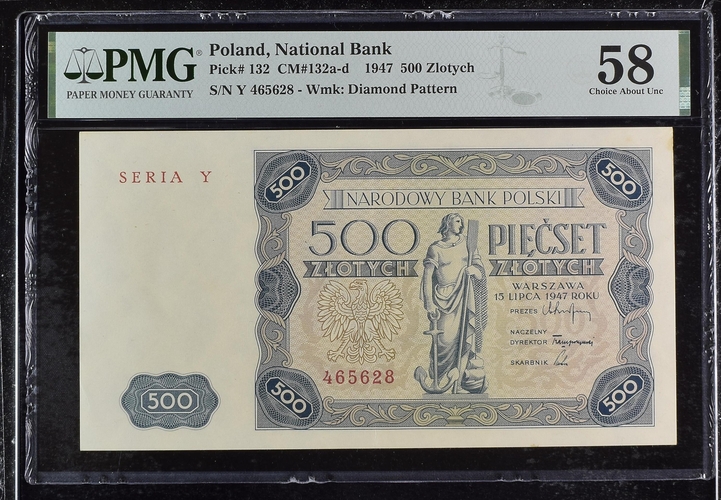 PMG
PAPER MONEY GUARANTY
Poland, National Bank
Pick# 132 CM#132a-d 1947 500 Zlotych
S/N Y 465628 - Wmk: Diamond Pattern
58
Choice About Unc
SERIA Y
500
500
NARODOWY BANK POLSKI
500 PIĘĆSET
ZŁOTYCH ZŁOTYCH
WARSZAWA
15 LIPCA 1947 ROKU
PREZES
NACZELNY
DYREKTOR
SKARBNIK
465628
500
500
500